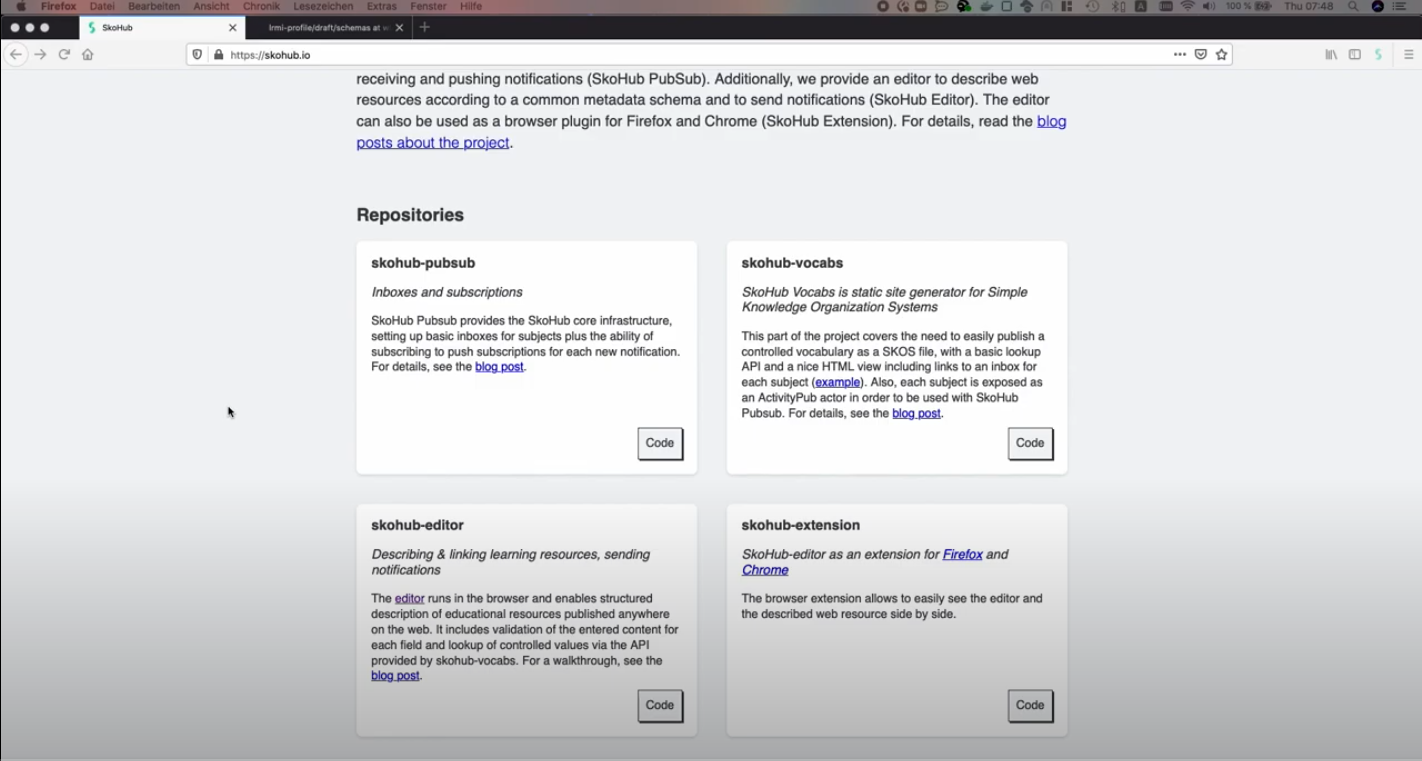 Firefox Datei Bearbeiten Ansicht Chronik Lesezeichen Extras Fenster Hilfe 100 % Thu 07:48
SkoHub lrmi-profile/draft/schemas at
https://skohub.io
receiving and pushing notifications (SkoHub PubSub). Additionally, we provide an editor to describe web
resources according to a common metadata schema and to send notifications (SkoHub Editor). The editor
can also be used as a browser plugin for Firefox and Chrome (SkoHub Extension). For details, read the blog
posts about the project.
Repositories
skohub-pubsub
Inboxes and subscriptions
SkoHub Pubsub provides the SkoHub core infrastructure,
setting up basic inboxes for subjects plus the ability of
subscribing to push subscriptions for each new notification.
For details, see the blog post.
Code
skohub-vocabs
SkoHub Vocabs is static site generator for Simple
Knowledge Organization Systems
This part of the project covers the need to easily publish a
controlled vocabulary as a SKOS file, with a basic lookup
API and a nice HTML view including links to an inbox for
each subject (example). Also, each subject is exposed as
an ActivityPub actor in order to be used with SkoHub
Pubsub. For details, see the blog post.
Code
skohub-editor
Describing & linking learning resources, sending
notifications
The editor runs in the browser and enables structured
description of educational resources published anywhere
on the web. It includes validation of the entered content for
each field and lookup of controlled values via the API
provided by skohub-vocabs. For a walkthrough, see the
blog post.
Code
skohub-extension
SkoHub-editor as an extension for Firefox and
Chrome
The browser extension allows to easily see the editor and
the described web resource side by side.
Code